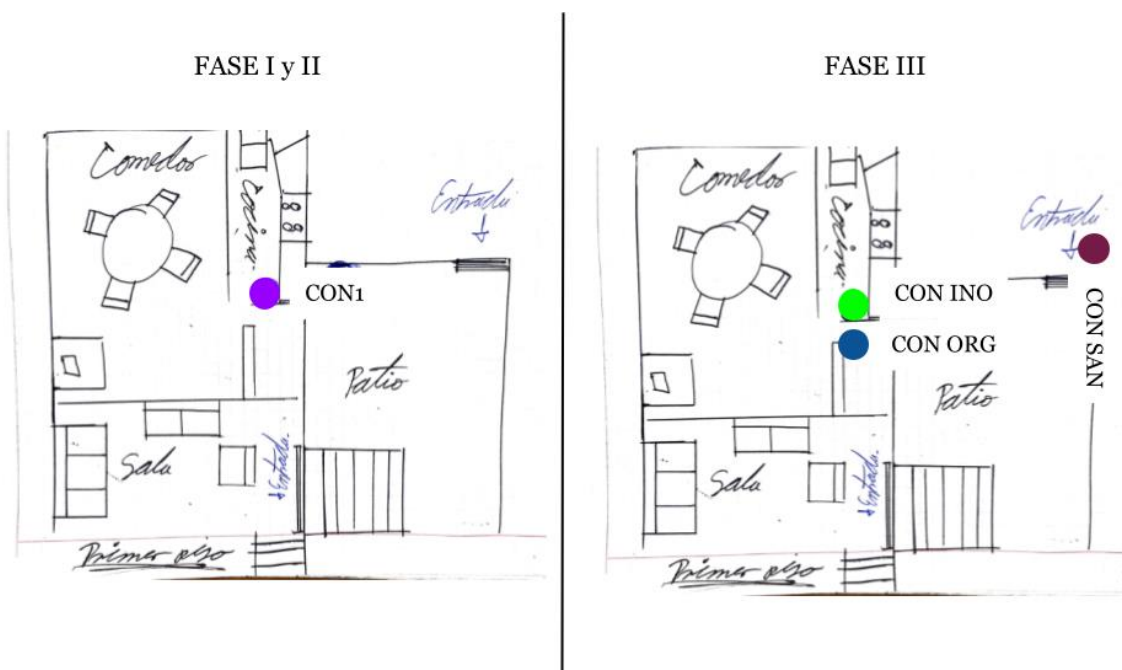 FASE I y II
Comedor
Cocina
Entrada
CON1
Patio
Sala
Entrada
Primer piso
FASE III
Comedor
Cocina
Entrada
CON INO
CON ORG
CON SAN
Patio
Sala
Entrada
Primer piso